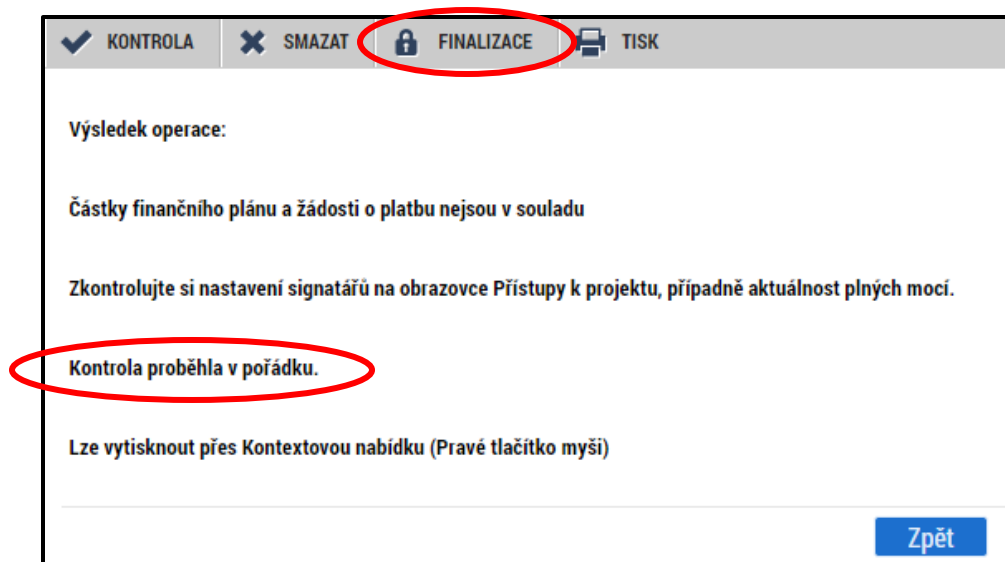 KONTROLA SMAZAT FINALIZACE TISK
Výsledek operace:
Částky finančního plánu a žádosti o platbu nejsou v souladu
Zkontrolujte si nastavení signatářů na obrazovce Přístupy k projektu, případně aktuálnost plných mocí.
Kontrola proběhla v pořádku.
Lze vytisknout přes Kontextovou nabídku (Pravé tlačítko myši)
Zpět